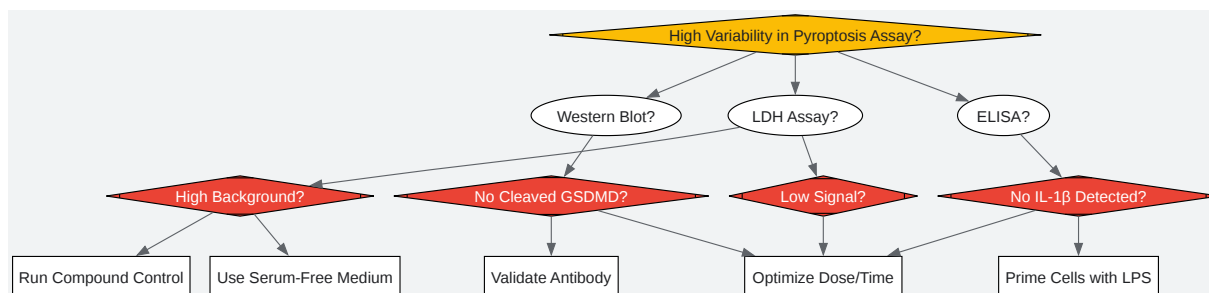 High Variability in Pyroptosis Assay?
Western Blot?
LDH Assay?
ELISA?
High Background?
No Cleaved GSDMD?
Low Signal?
No IL-1β Detected?
Run Compound Control
Use Serum-Free Medium
Validate Antibody
Optimize Dose/Time
Prime Cells with LPS